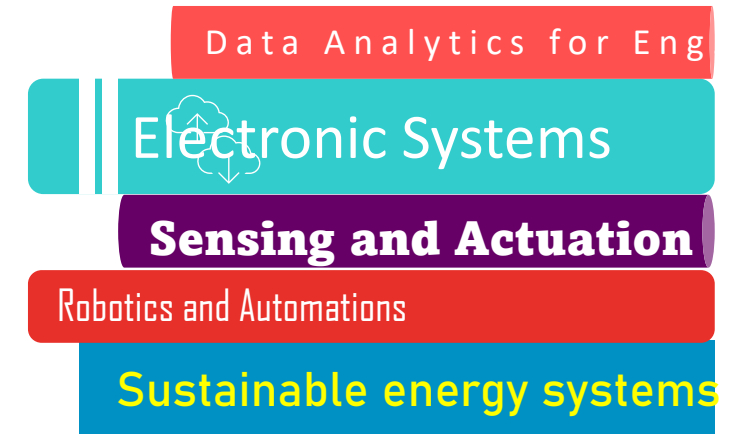 Data Analytics for Eng
Electronic Systems
Sensing and Actuation
Robotics and Automations
Sustainable energy systems